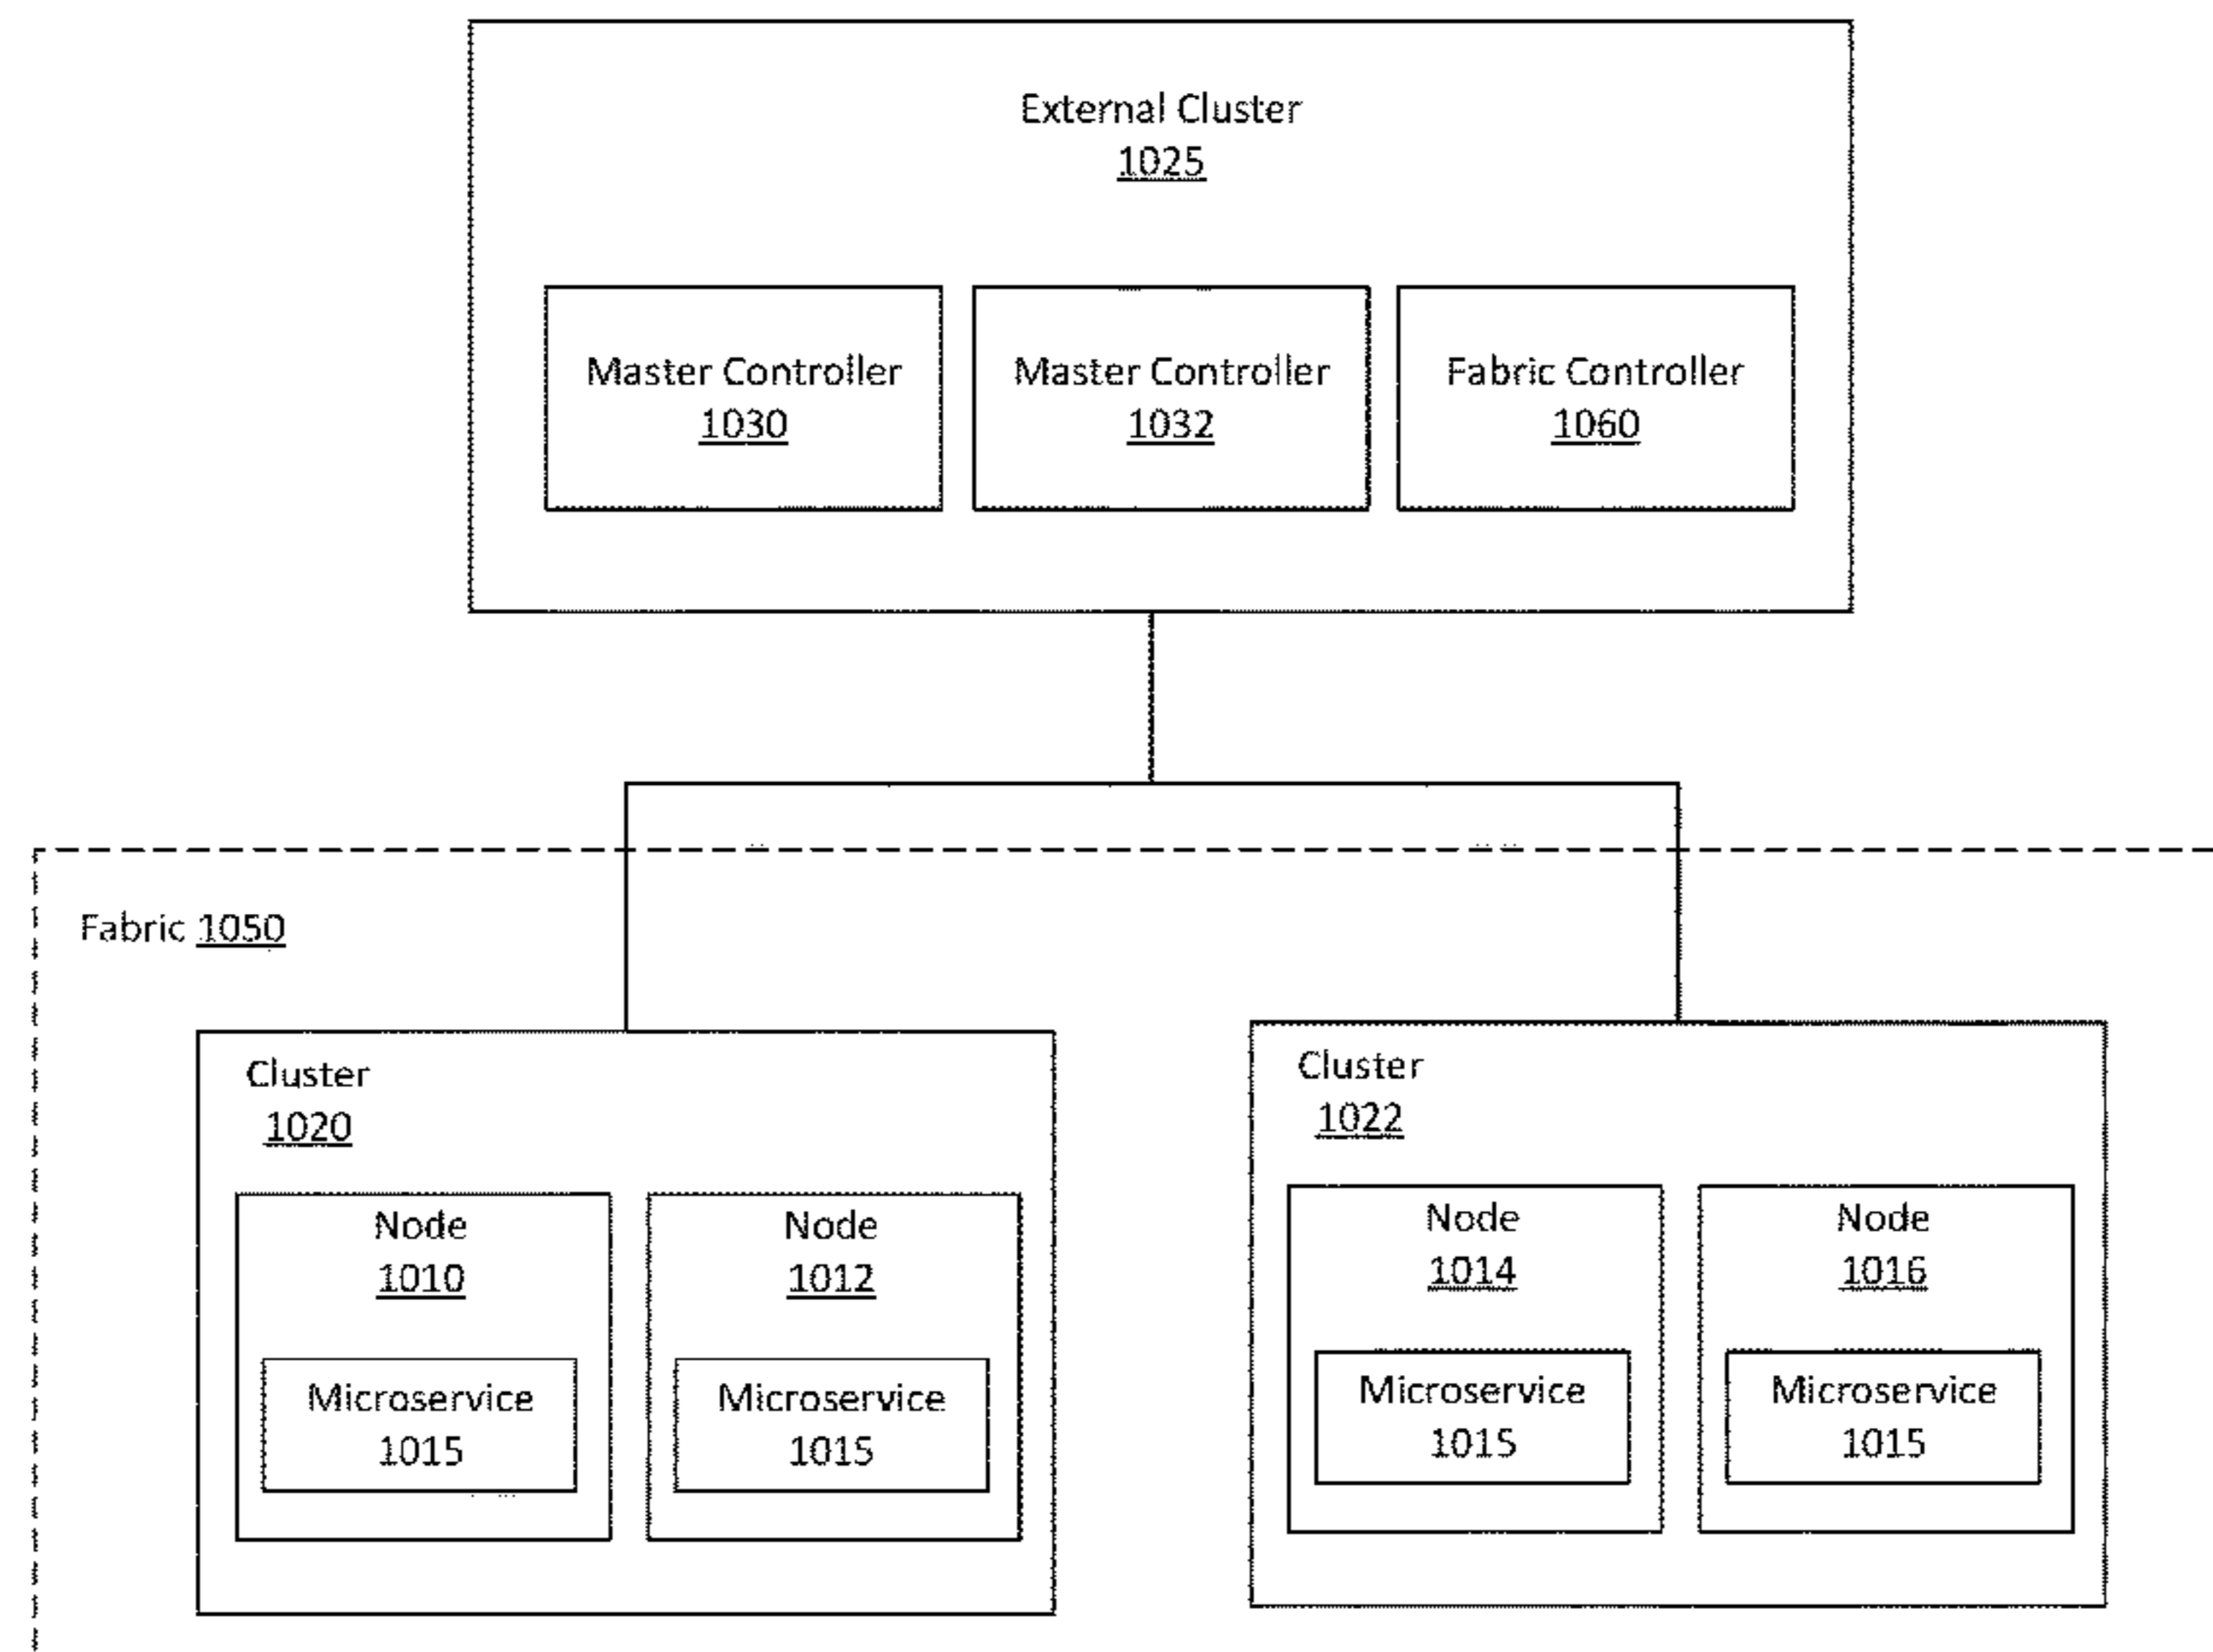 External Cluster
1025
Master Controller
1030
Master Controller
1032
Fabric Controller
1060
Fabric 1050
Cluster
1020
Node
1010
Microservice
1015
Node
1012
Microservice
1015
Cluster
1022
Node
1014
Microservice
1015
Node
1016
Microservice
1015